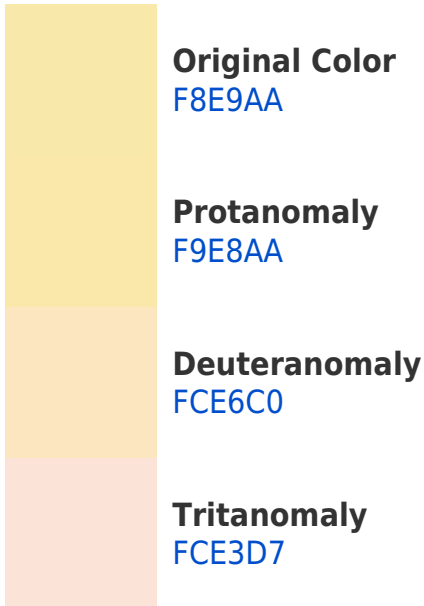 Original Color
F8E9AA
Protanomaly
F9E8AA
Deuteranomaly
FCE6C0
Tritanomaly
FCE3D7